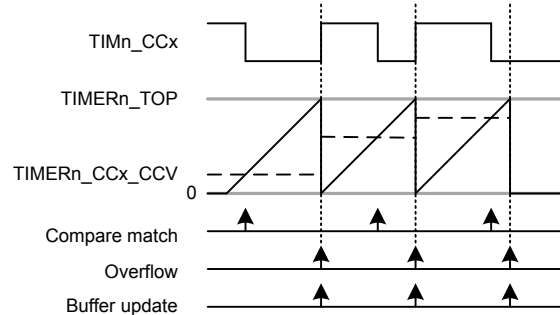 TIMn_CCx
TIMERn_TOP
TIMERn_CCx_CCV
0
Compare match
Overflow
Buffer update